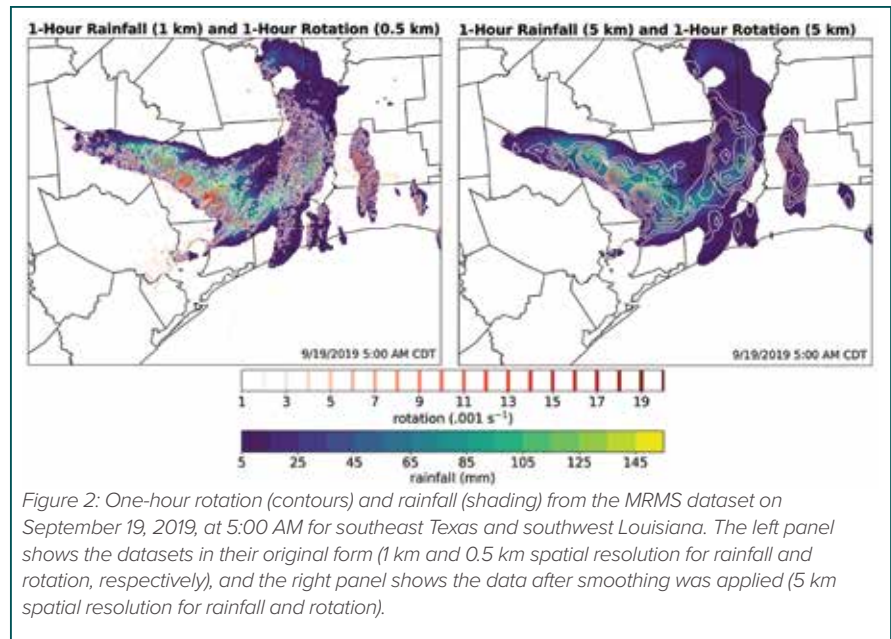 1-Hour Rainfall (1 km) and 1-Hour Rotation (0.5 km)
1-Hour Rainfall (5 km) and 1-Hour Rotation (5 km)
9/19/2019 5:00 AM CDT
9/19/2019 5:00 AM CDT
1 3 5 7 9 11 13 15 17 19
rotation (.001 s⁻¹)
5 25 45 65 85 105 125 145
rainfall (mm)
Figure 2: One-hour rotation (contours) and rainfall (shading) from the MRMS dataset on
September 19, 2019, at 5:00 AM for southeast Texas and southwest Louisiana. The left panel
shows the datasets in their original form (1 km and 0.5 km spatial resolution for rainfall and
rotation, respectively), and the right panel shows the data after smoothing was applied (5 km
spatial resolution for rainfall and rotation).